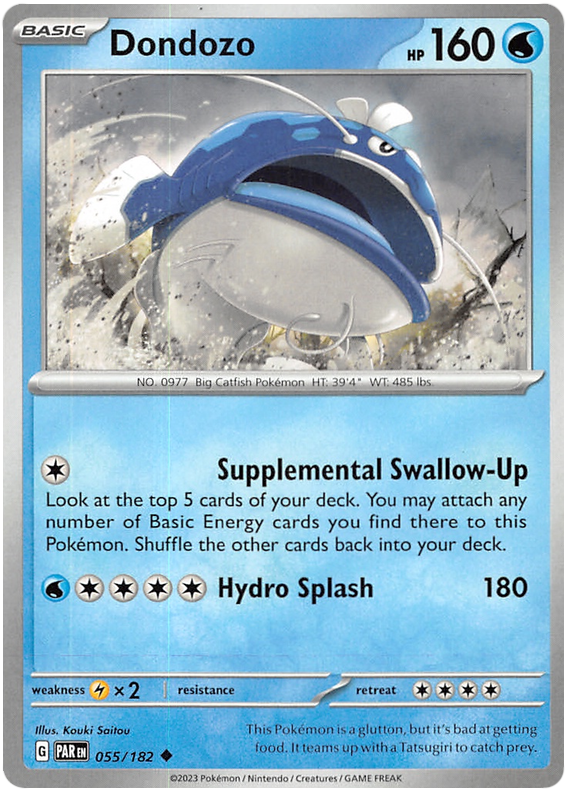 BASIC Dondozo HP 160
NO. 0977 Big Catfish Pokémon HT: 39'4" WT: 485 lbs.
Supplemental Swallow-Up
Look at the top 5 cards of your deck. You may attach any
number of Basic Energy cards you find there to this
Pokémon. Shuffle the other cards back into your deck.
Hydro Splash 180
weakness ×2 resistance retreat
Illus. Kouki Saitou
This Pokémon is a glutton, but it's bad at getting
food. It teams up with a Tatsugiri to catch prey.
G PAR EN 055/182
©2023 Pokémon / Nintendo / Creatures / GAME FREAK